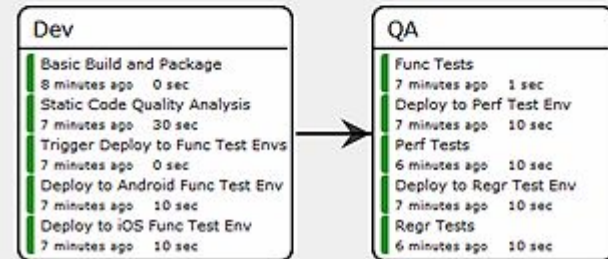 Dev
Basic Build and Package
8 minutes ago 0 sec
Static Code Quality Analysis
7 minutes ago 30 sec
Trigger Deploy to Func Test Envs
7 minutes ago 0 sec
Deploy to Android Func Test Env
7 minutes ago 10 sec
Deploy to iOS Func Test Env
7 minutes ago 10 sec
QA
Func Tests
7 minutes ago 1 sec
Deploy to Perf Test Env
7 minutes ago 10 sec
Perf Tests
6 minutes ago 10 sec
Deploy to Regr Test Env
7 minutes ago 10 sec
Regr Tests
6 minutes ago 10 sec